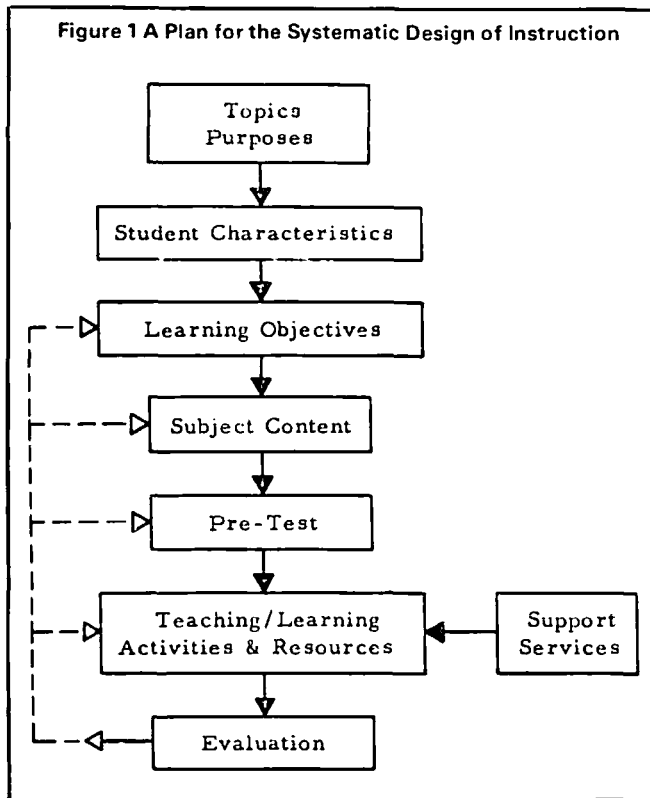 Figure 1 A Plan for the Systematic Design of Instruction
Topics
Purposes
Student Characteristics
Learning Objectives
Subject Content
Pre-Test
Teaching/Learning
Activities & Resources
Support
Services
Evaluation